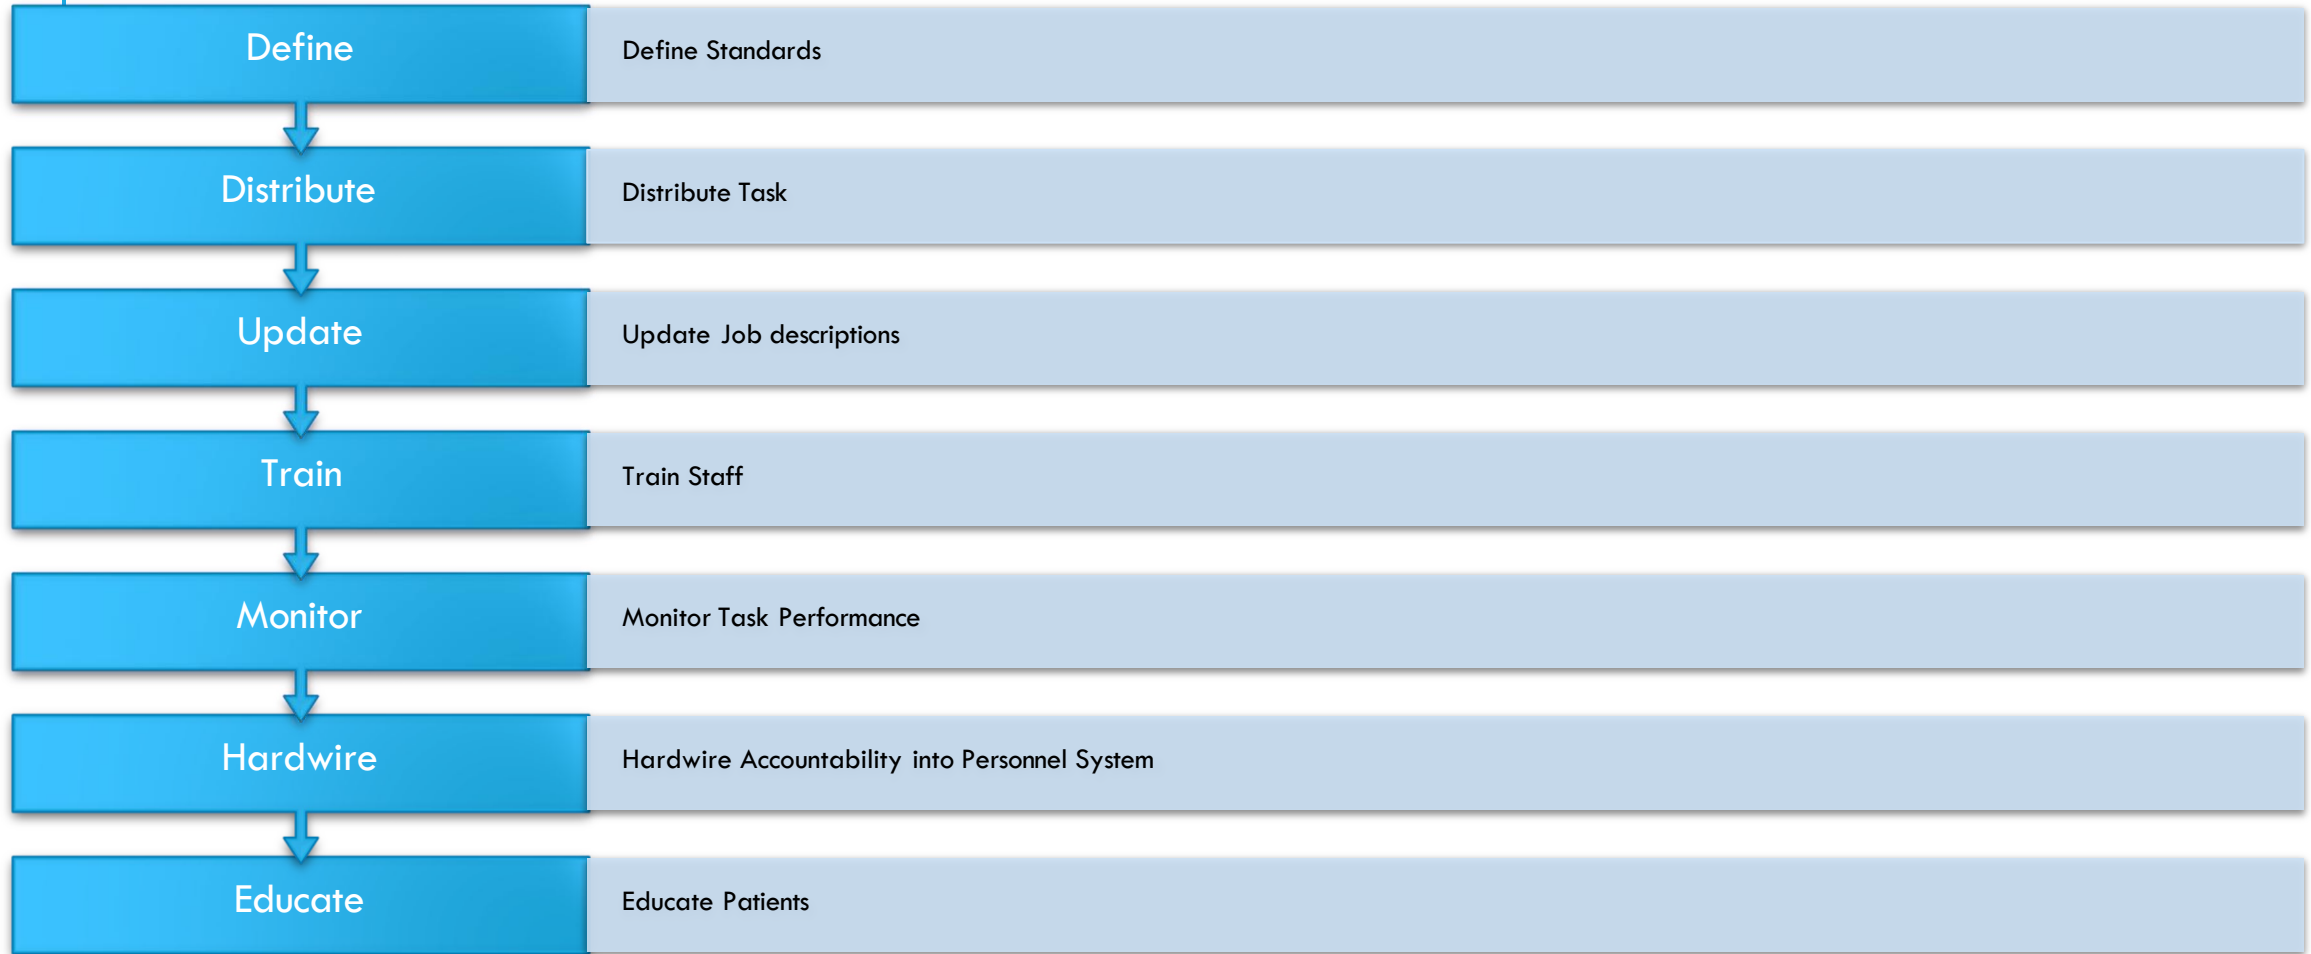 Define
Define Standards
Distribute
Distribute Task
Update
Update Job descriptions
Train
Train Staff
Monitor
Monitor Task Performance
Hardwire
Hardwire Accountability into Personnel System
Educate
Educate Patients